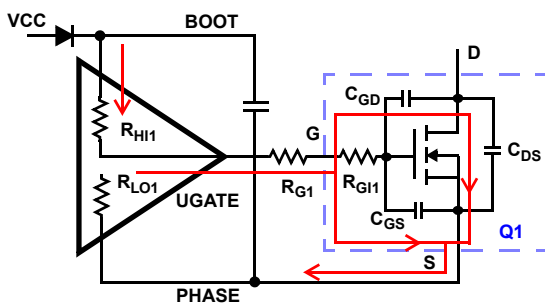 VCC
BOOT
D
C_GD
G
R_HI1
C_DS
R_LO1
R_G1
R_GI1
UGATE
C_GS
Q1
S
PHASE